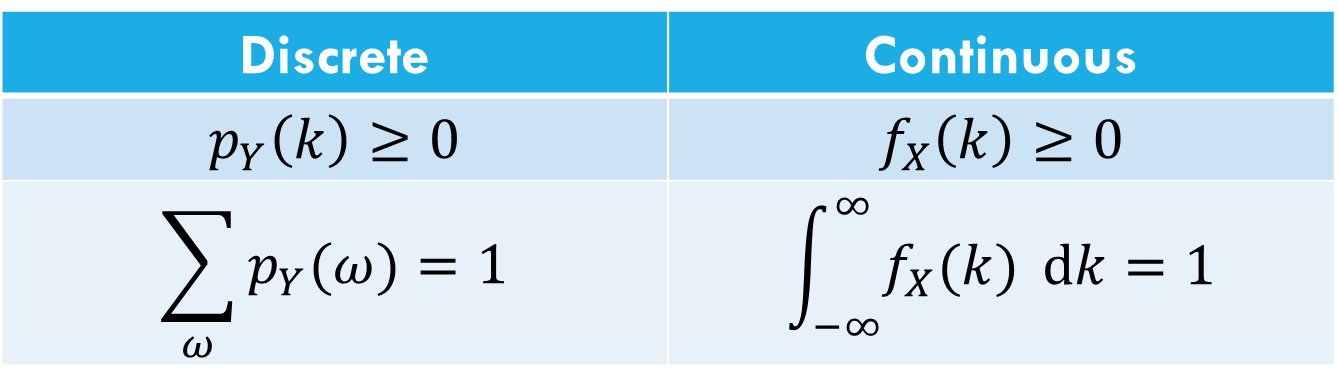 Discrete Continuous
p_Y(k) ≥ 0 f_X(k) ≥ 0
∑_ω p_Y(ω) = 1 ∫_{-∞}^{∞} f_X(k) dk = 1